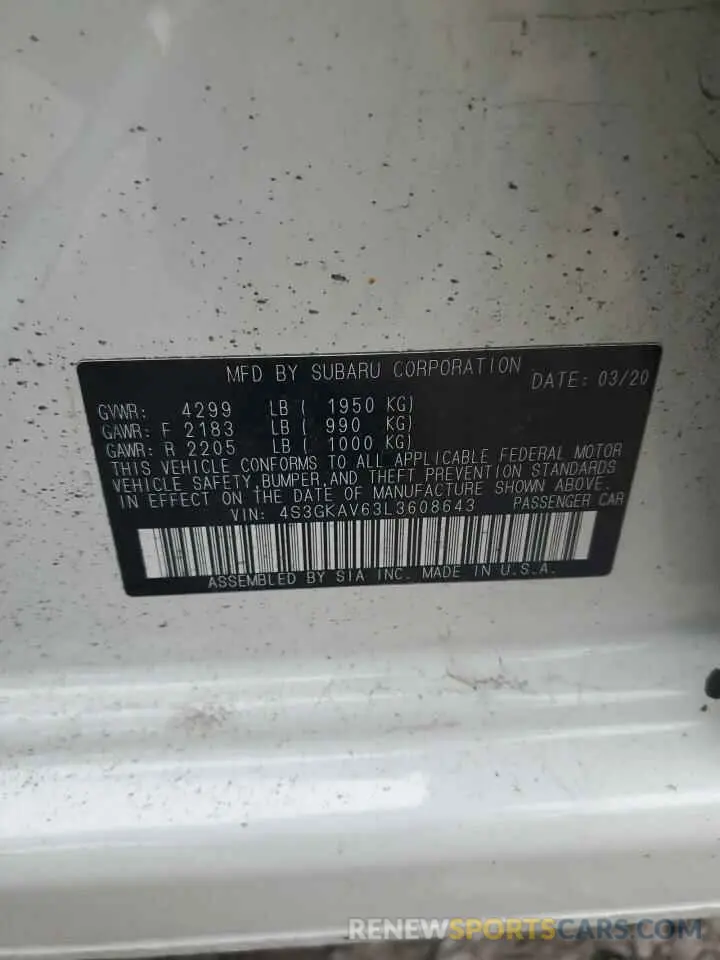 MFD BY SUBARU CORPORATION DATE: 03/20
GVWR: 4299 LB ( 1950 KG)
GAWR: F 2183 LB ( 990 KG)
GAWR: R 2205 LB ( 1000 KG)
THIS VEHICLE CONFORMS TO ALL APPLICABLE FEDERAL MOTOR
VEHICLE SAFETY, BUMPER, AND THEFT PREVENTION STANDARDS
IN EFFECT ON THE DATE OF MANUFACTURE SHOWN ABOVE.
VIN: 4S3GKAV63L3608643 PASSENGER CAR
ASSEMBLED BY SIA INC. MADE IN U.S.A.
RENEWSPORTSCARS.COM